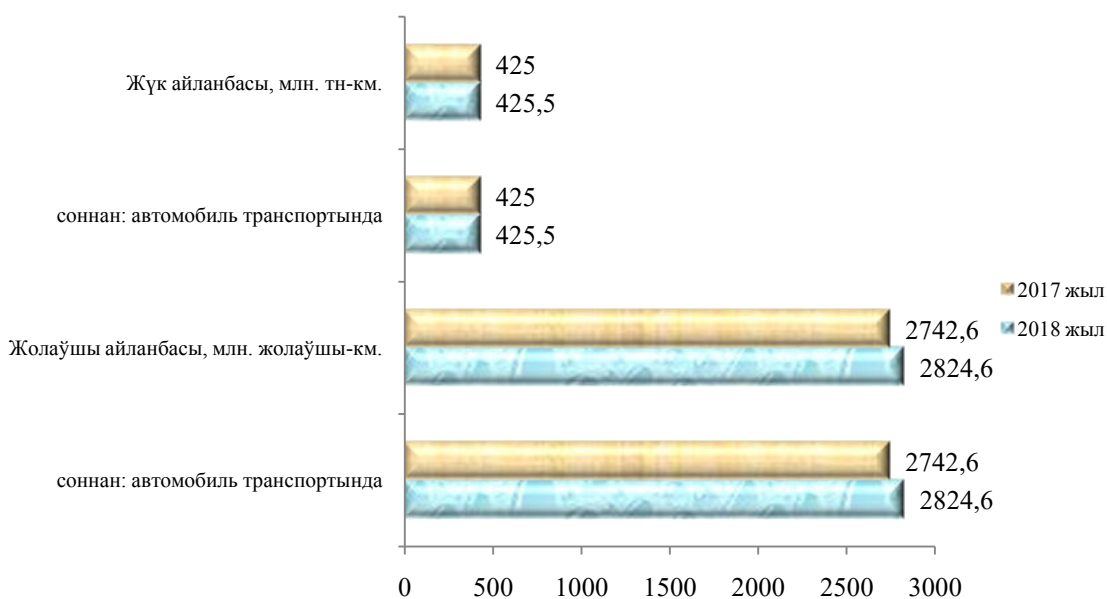 Жүк айланбасы, млн. тн-км.
425
425,5
соннан: автомобиль транспортында
425
425,5
Жолаўшы айланбасы, млн. жолаўшы-км.
2742,6
2824,6
соннан: автомобиль транспортында
2742,6
2824,6
2017 жыл
2018 жыл
0 500 1000 1500 2000 2500 3000